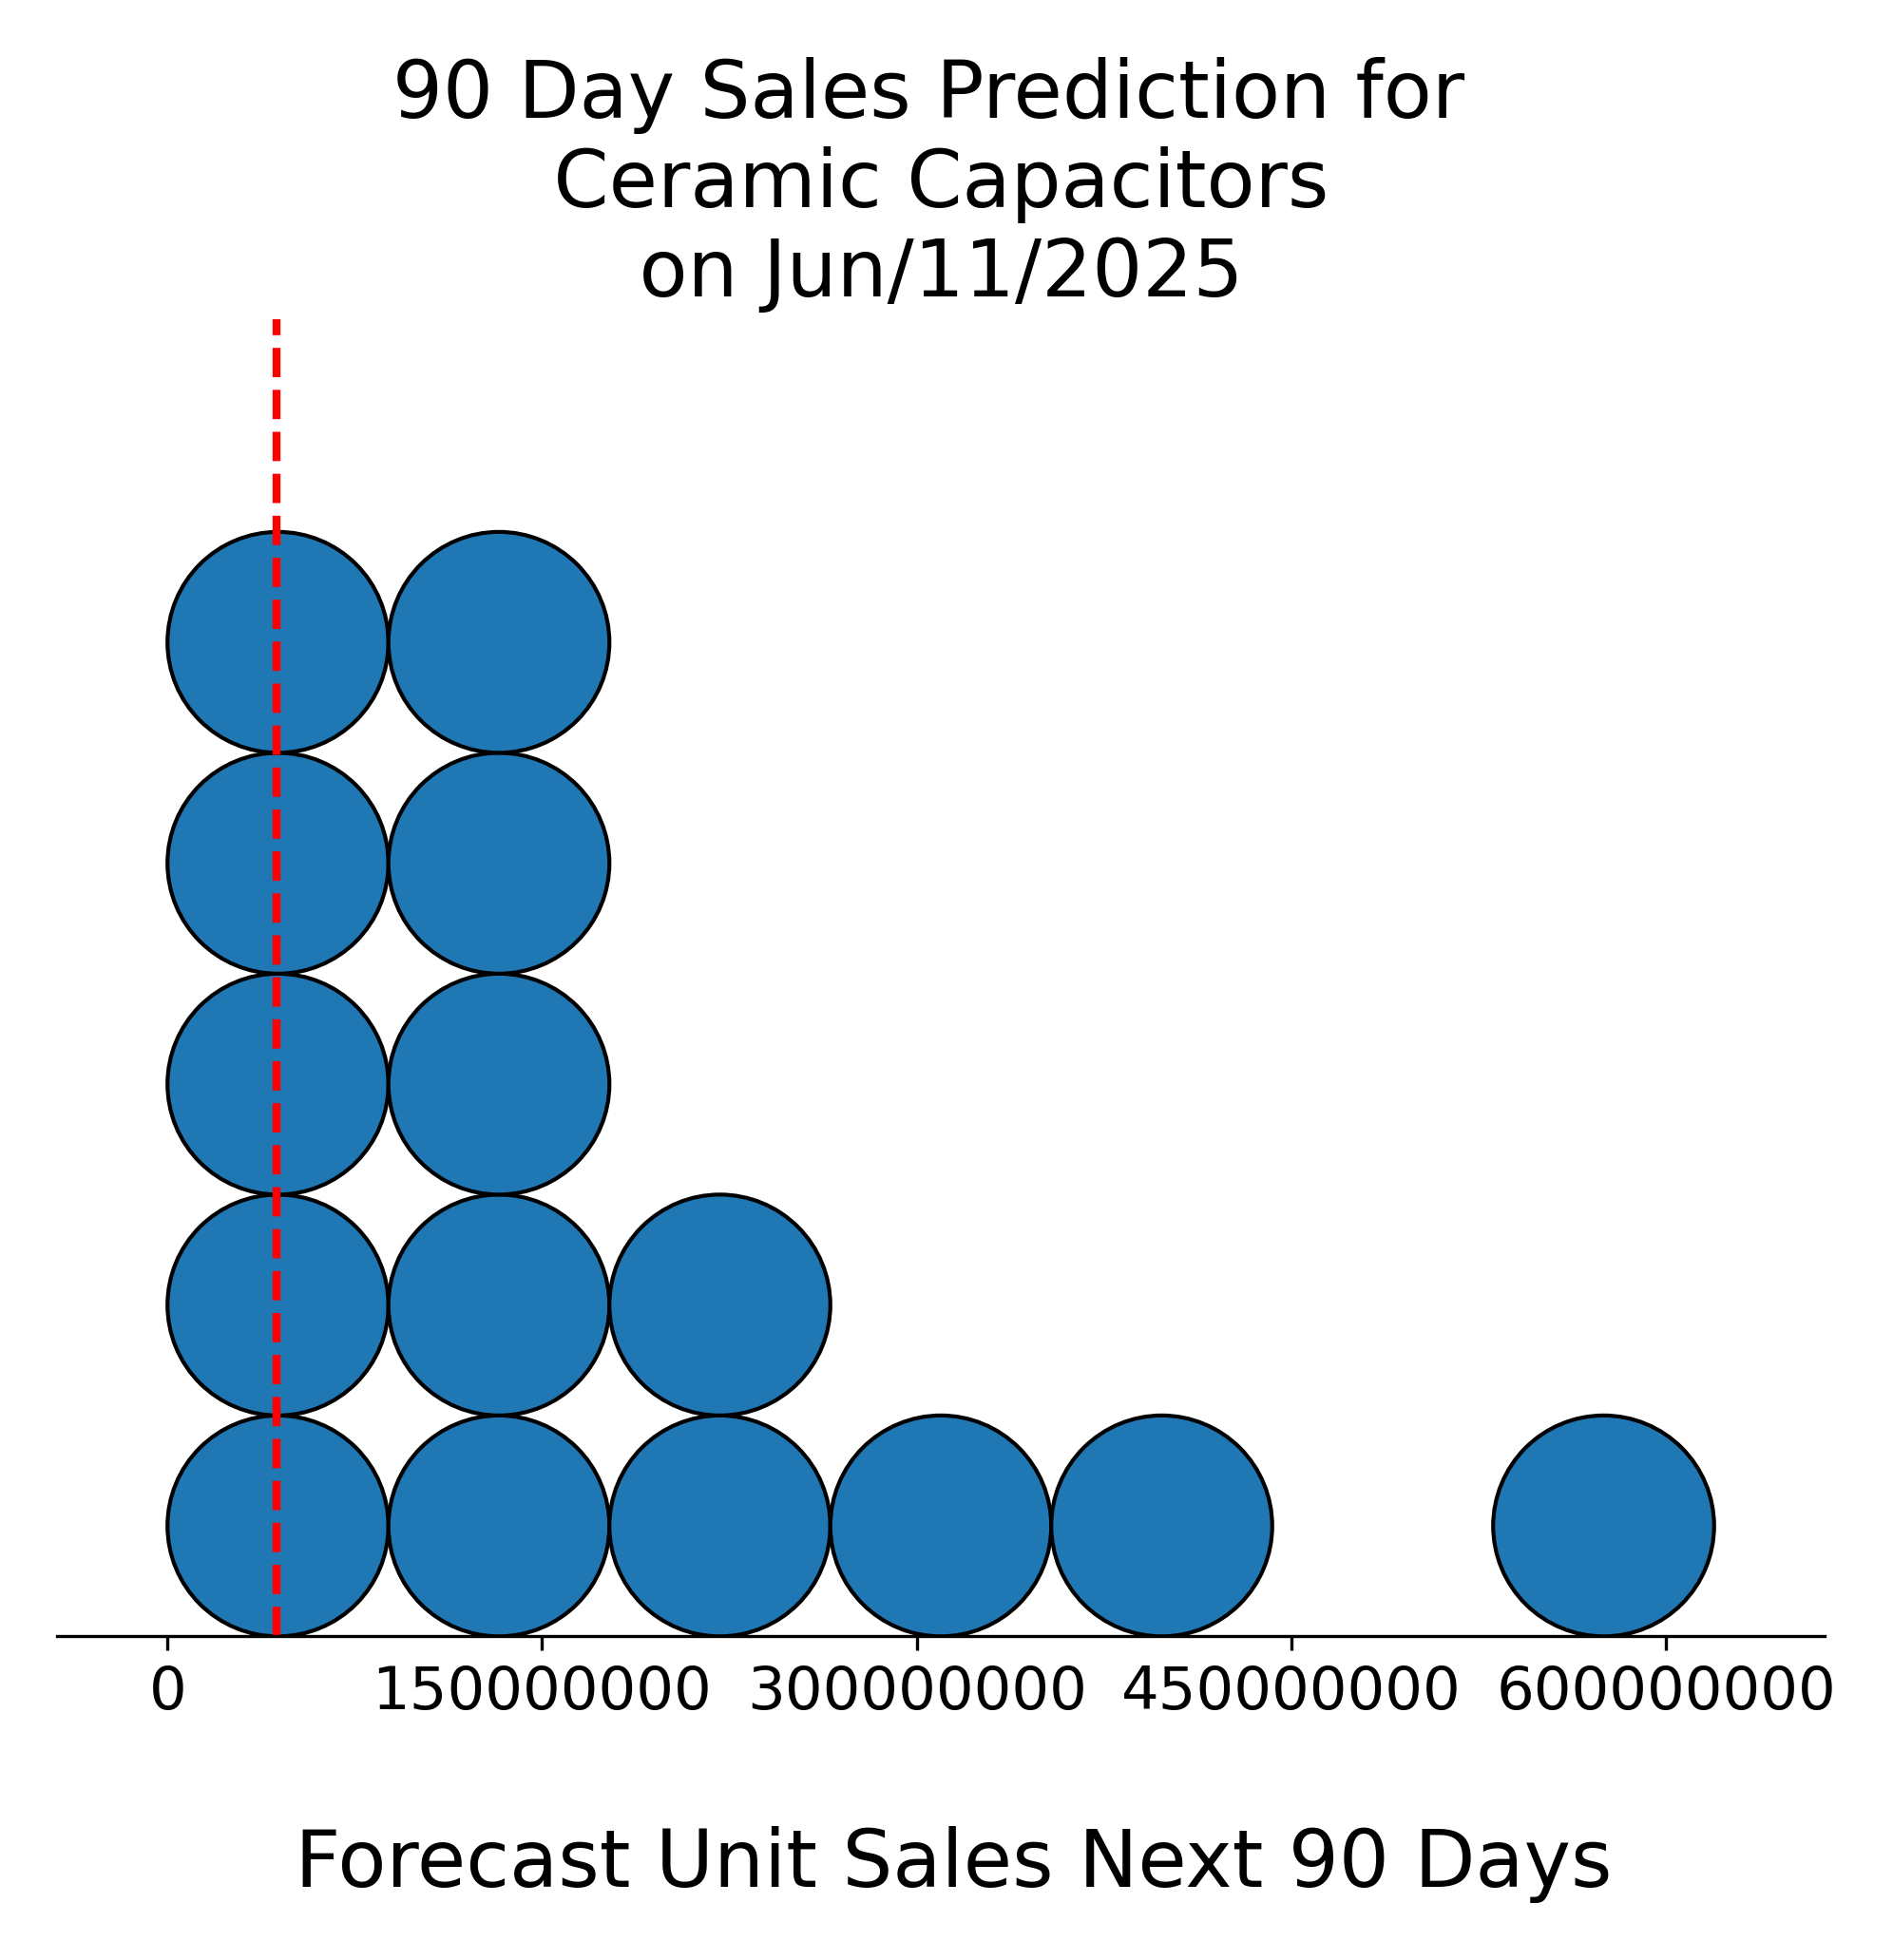 90 Day Sales Prediction for
Ceramic Capacitors
on Jun/11/2025
0 150000000 300000000 450000000 600000000
Forecast Unit Sales Next 90 Days